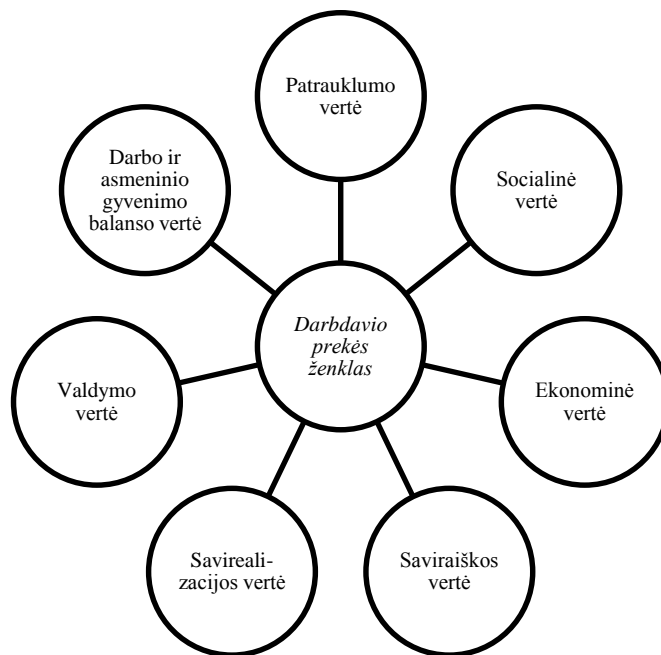 Patrauklumo
vertė
Darbo ir
asmeninio
gyvenimo
balanso vertė
Socialinė
vertė
Darbdavio
prekės
ženklas
Valdymo
vertė
Ekonominė
vertė
Savireali-
zacijos vertė
Saviraiškos
vertė